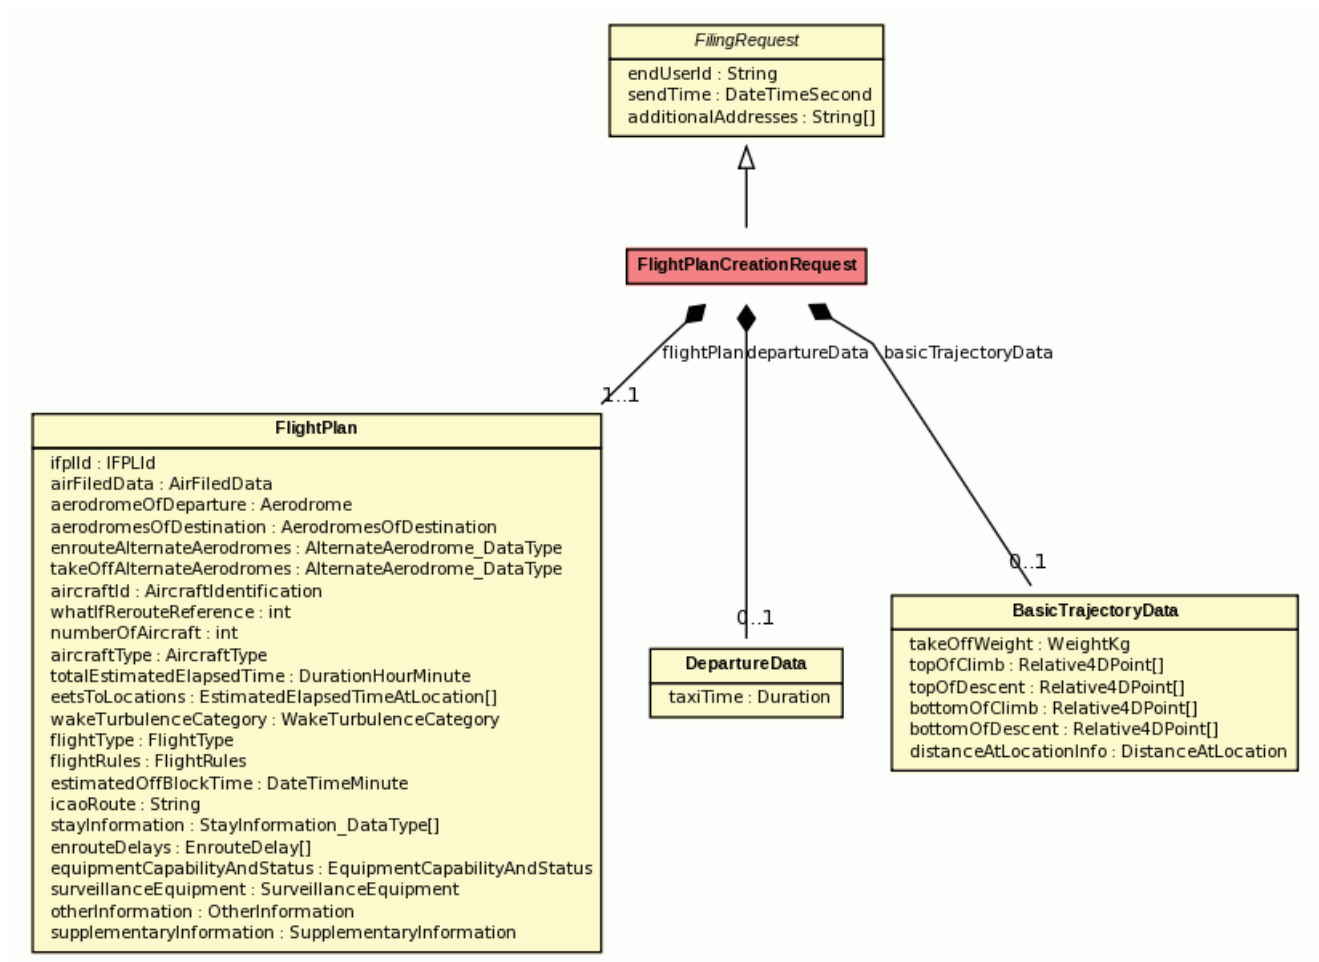 FilingRequest
endUserId : String
sendTime : DateTimeSecond
additionalAddresses : String[]
FlightPlanCreationRequest
flightPlan
departureData
basicTrajectoryData
1..1
FlightPlan
ifplId : IFPLId
airFiledData : AirFiledData
aerodromeOfDeparture : Aerodrome
aerodromesOfDestination : AerodromesOfDestination
enrouteAlternateAerodromes : AlternateAerodrome_DataType
takeOffAlternateAerodromes : AlternateAerodrome_DataType
aircraftId : AircraftIdentification
whatIfRerouteReference : int
numberOfAircraft : int
aircraftType : AircraftType
totalEstimatedElapsedTime : DurationHourMinute
eetsToLocations : EstimatedElapsedTimeAtLocation[]
wakeTurbulenceCategory : WakeTurbulenceCategory
flightType : FlightType
flightRules : FlightRules
estimatedOffBlockTime : DateTimeMinute
icaoRoute : String
stayInformation : StayInformation_DataType[]
enrouteDelays : EnrouteDelay[]
equipmentCapabilityAndStatus : EquipmentCapabilityAndStatus
surveillanceEquipment : SurveillanceEquipment
otherInformation : OtherInformation
supplementaryInformation : SupplementaryInformation
0..1
DepartureData
taxiTime : Duration
0..1
BasicTrajectoryData
takeOffWeight : WeightKg
topOfClimb : Relative4DPoint[]
topOfDescent : Relative4DPoint[]
bottomOfClimb : Relative4DPoint[]
bottomOfDescent : Relative4DPoint[]
distanceAtLocationInfo : DistanceAtLocation